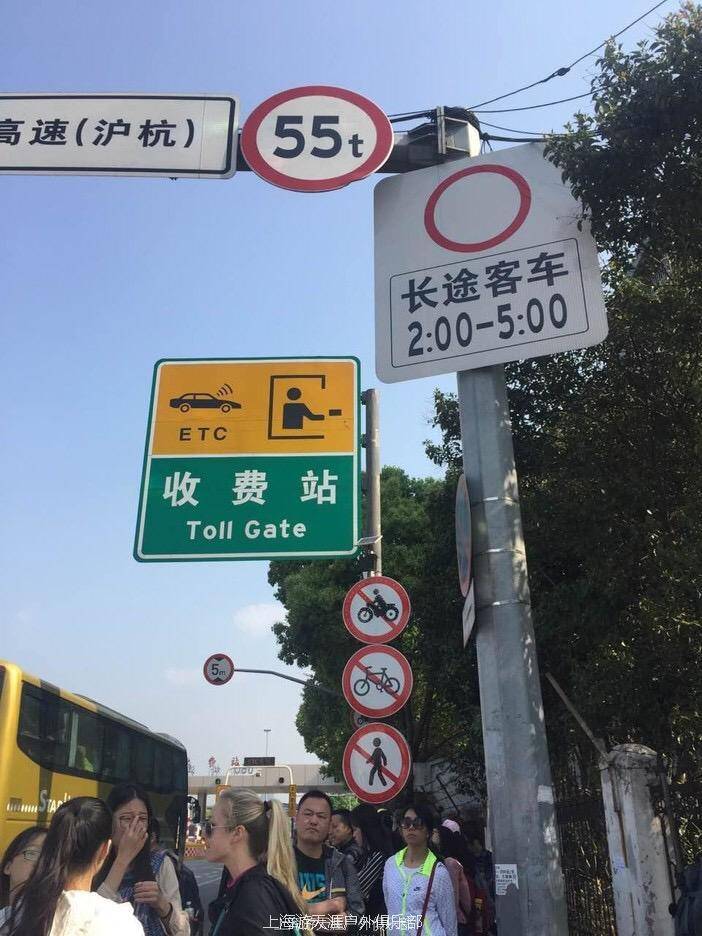 高速(沪杭)
55t
长途客车
2:00-5:00
ETC
收费站
Toll Gate
5m
上海游天涯户外俱乐部